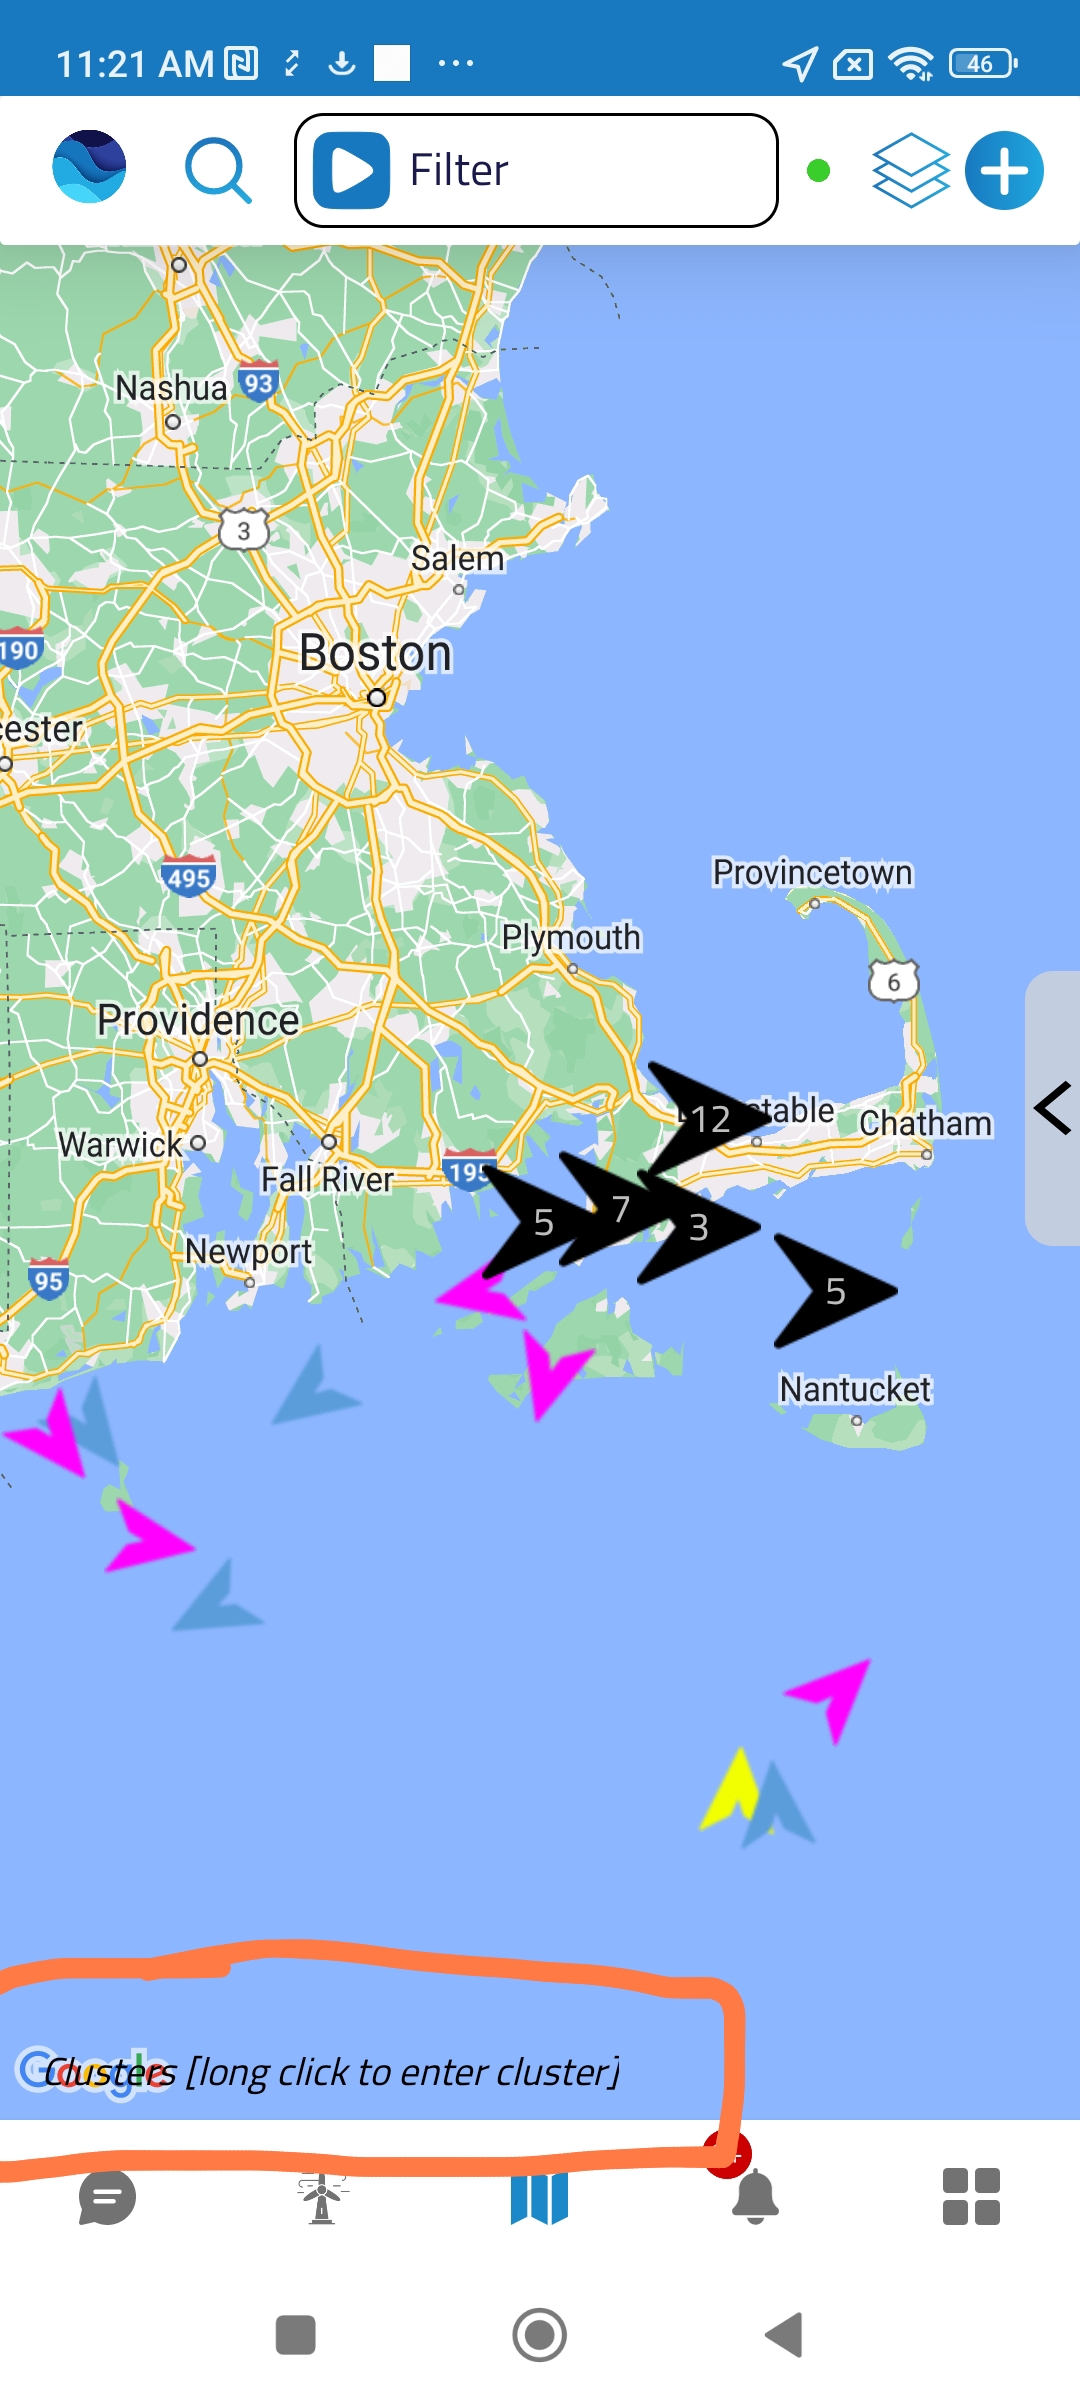 11:21 AM
46
Filter
Nashua
93
3
Salem
Boston
190
cester
495
Provincetown
Plymouth
6
Providence
12
table
Chatham
Warwick
Fall River
195
5
7
3
Newport
95
5
Nantucket
Google
Clusters [long click to enter cluster]